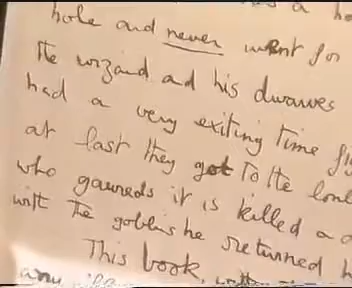 hole and never went for
the wizard and his dwarves
had a very exiting time
at last they got to the
who gaureds it is killed a
with the goblins he returned h
This book,